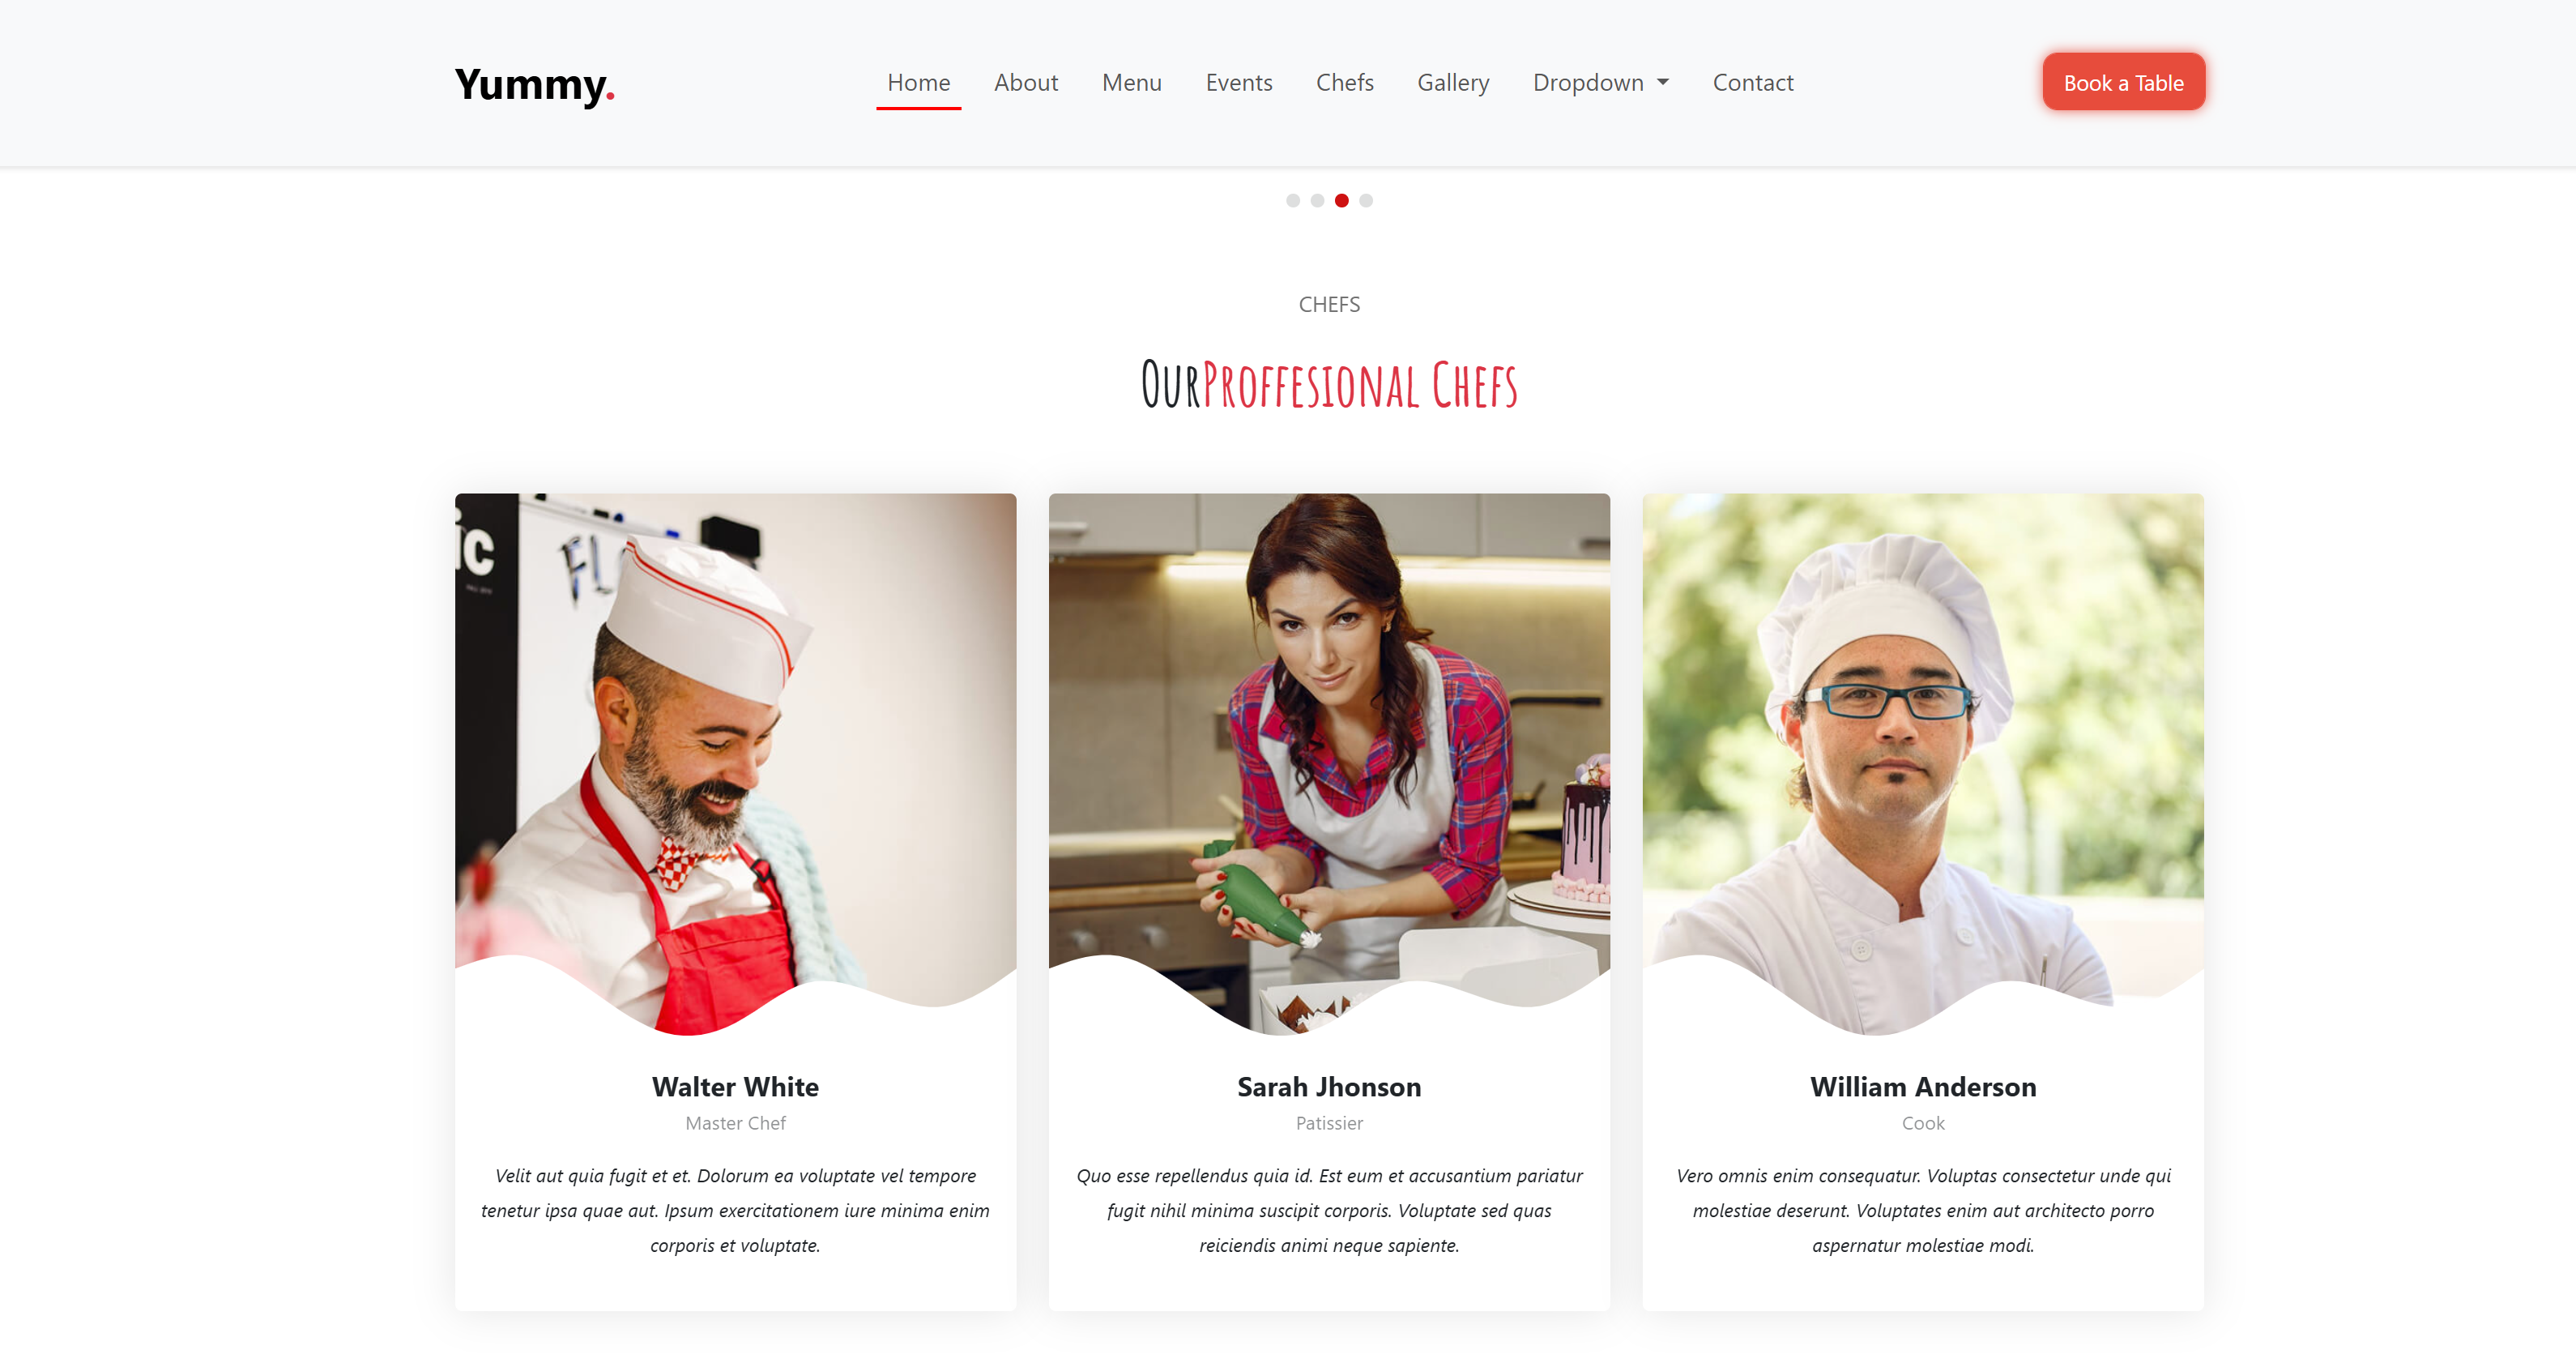 Yummy.
Home About Menu Events Chefs Gallery Dropdown Contact
Book a Table
CHEFS
OurProffesional Chefs
ic
FL
Walter White
Master Chef
Velit aut quia fugit et et. Dolorum ea voluptate vel tempore
tenetur ipsa quae aut. Ipsum exercitationem iure minima enim
corporis et voluptate.
Sarah Jhonson
Patissier
Quo esse repellendus quia id. Est eum et accusantium pariatur
fugit nihil minima suscipit corporis. Voluptate sed quas
reiciendis animi neque sapiente.
William Anderson
Cook
Vero omnis enim consequatur. Voluptas consectetur unde qui
molestiae deserunt. Voluptates enim aut architecto porro
aspernatur molestiae modi.